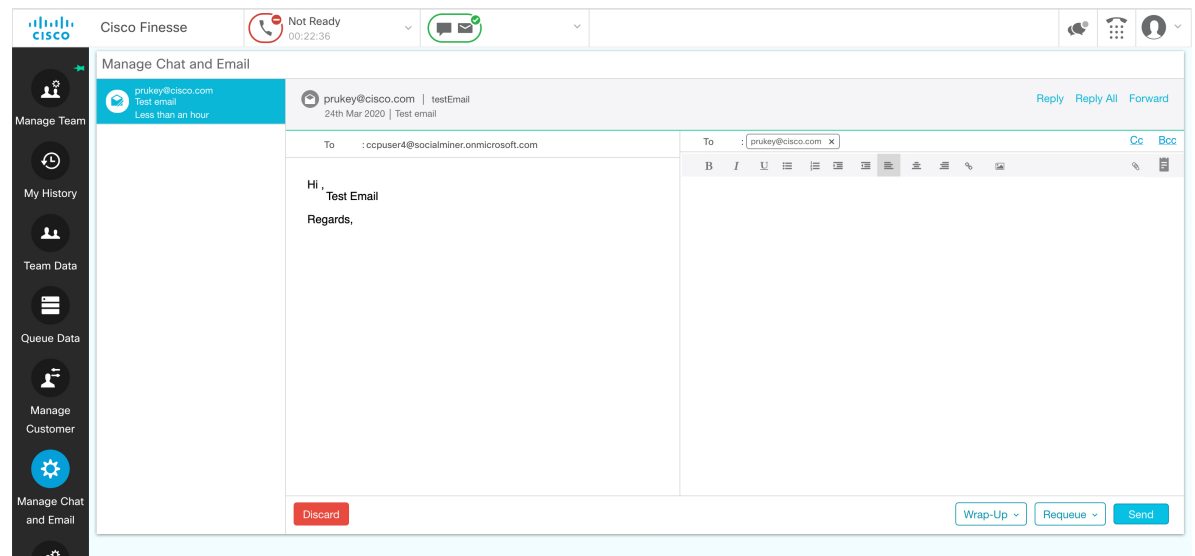 CISCO
Cisco Finesse
Not Ready
00:22:36
Manage Chat and Email
Manage Team
My History
Team Data
Queue Data
Manage
Customer
Manage Chat
and Email
prukey@cisco.com
Test email
Less than an hour
prukey@cisco.com | testEmail
24th Mar 2020 | Test email
Reply Reply All Forward
To : ccpuser4@socialminer.onmicrosoft.com
Hi ,
Test Email
Regards,
To : prukey@cisco.com x
Cc Bcc
B I U
Discard
Wrap-Up
Requeue
Send